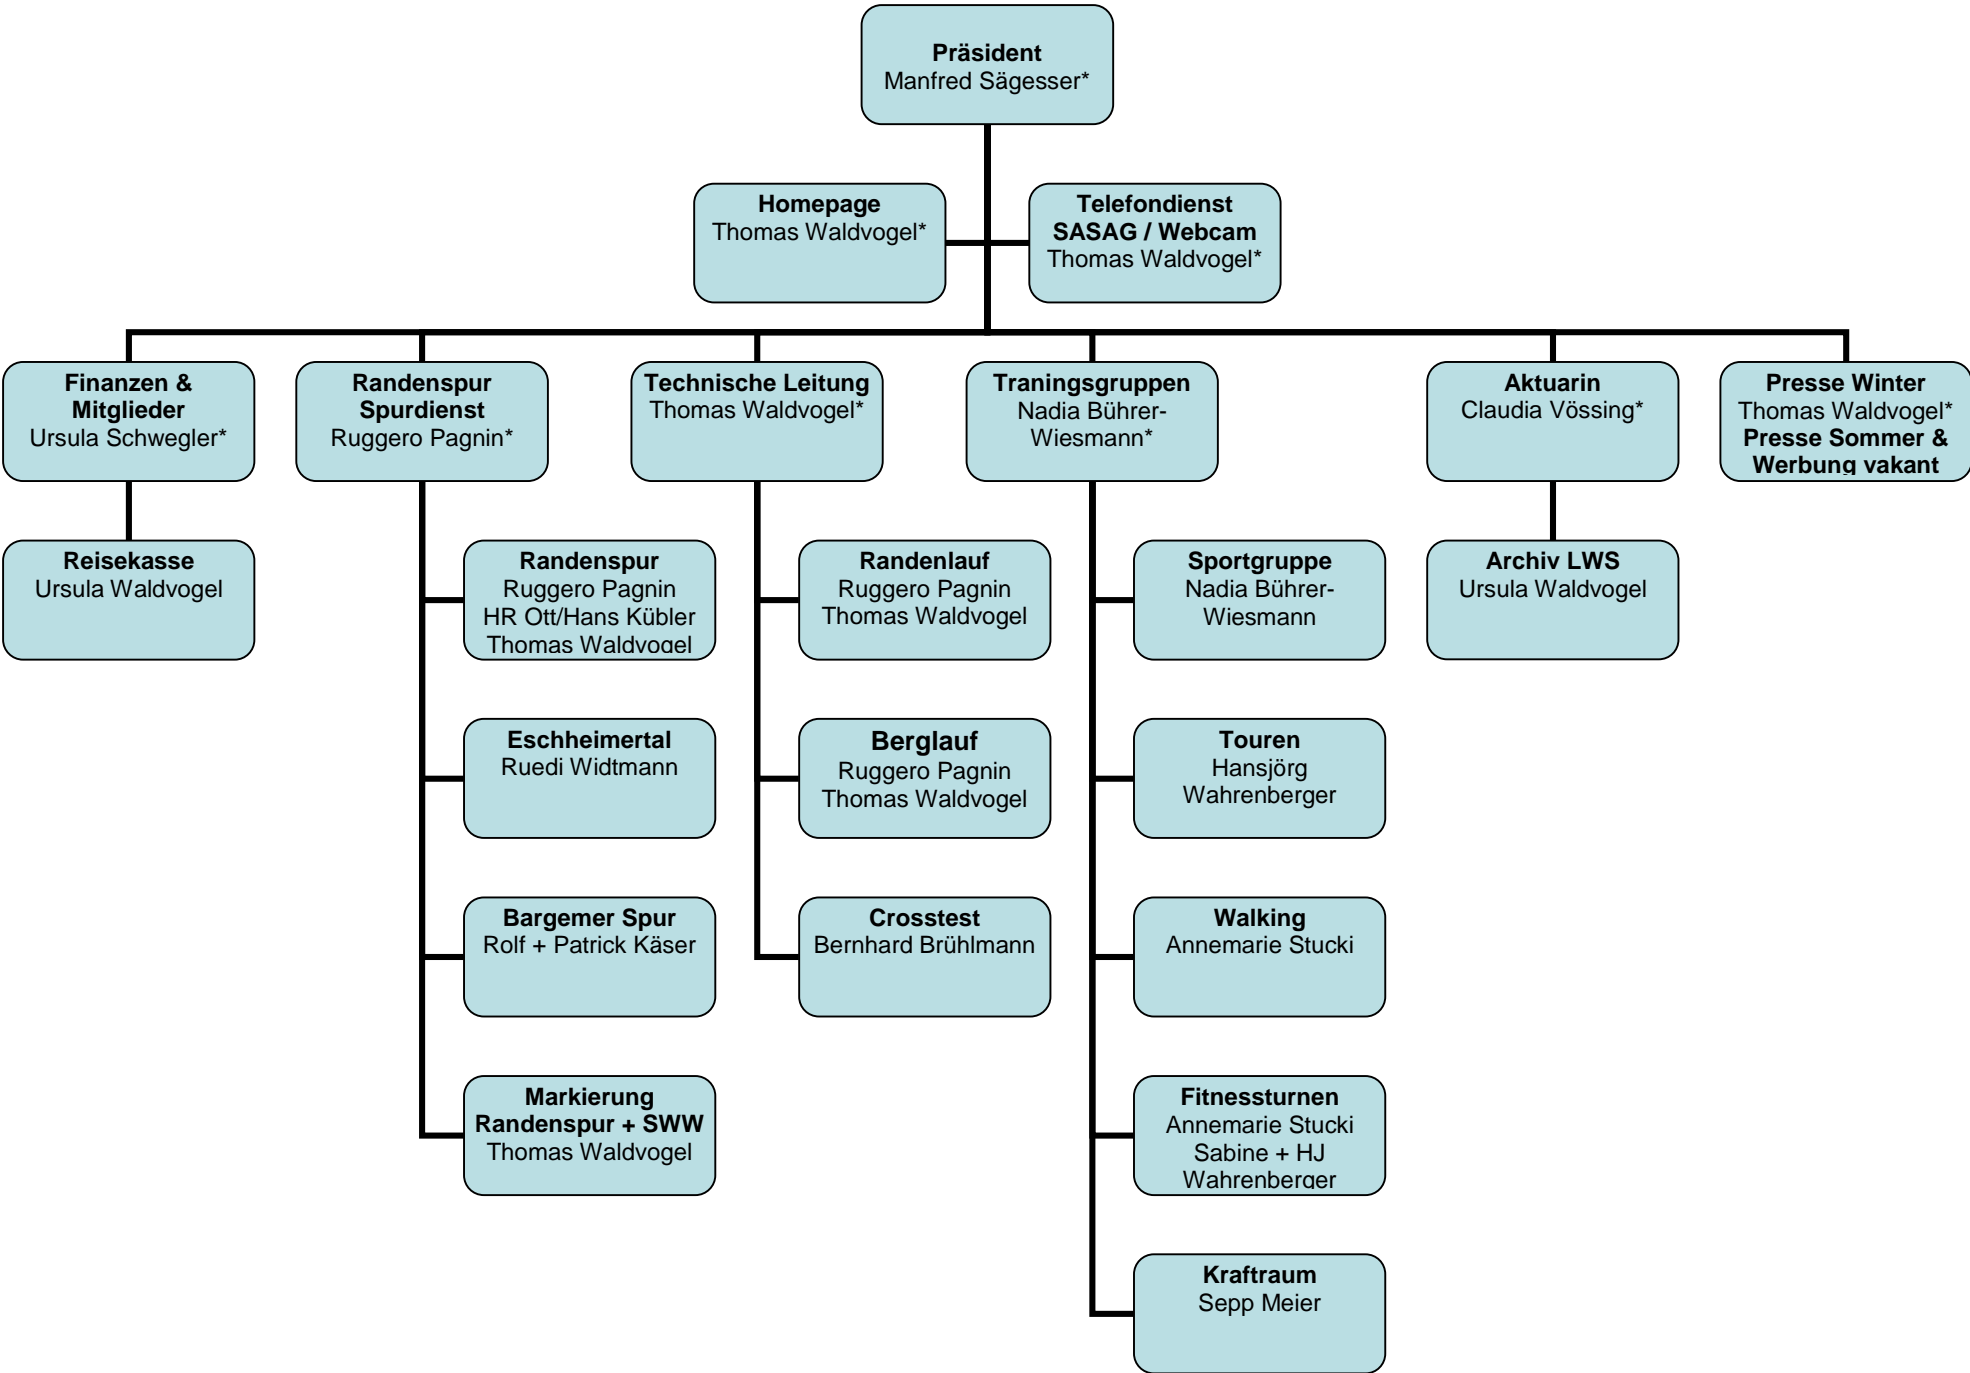 Präsident
Manfred Sägesser*
Homepage
Thomas Waldvogel*
Telefondienst
SASAG / Webcam
Thomas Waldvogel*
Finanzen &
Mitglieder
Ursula Schwegler*
Randenspur
Spurdienst
Ruggero Pagnin*
Technische Leitung
Thomas Waldvogel*
Traningsgruppen
Nadia Bührer-
Wiesmann*
Aktuarin
Claudia Vössing*
Presse Winter
Thomas Waldvogel*
Presse Sommer &
Werbung vakant
Reisekasse
Ursula Waldvogel
Randenspur
Ruggero Pagnin
HR Ott/Hans Kübler
Thomas Waldvogel
Randenlauf
Ruggero Pagnin
Thomas Waldvogel
Sportgruppe
Nadia Bührer-
Wiesmann
Archiv LWS
Ursula Waldvogel
Eschheimertal
Ruedi Widtmann
Berglauf
Ruggero Pagnin
Thomas Waldvogel
Touren
Hansjörg
Wahrenberger
Bargemer Spur
Rolf + Patrick Käser
Crosstest
Bernhard Brühlmann
Walking
Annemarie Stucki
Markierung
Randenspur + SWW
Thomas Waldvogel
Fitnessturnen
Annemarie Stucki
Sabine + HJ
Wahrenberger
Kraftraum
Sepp Meier